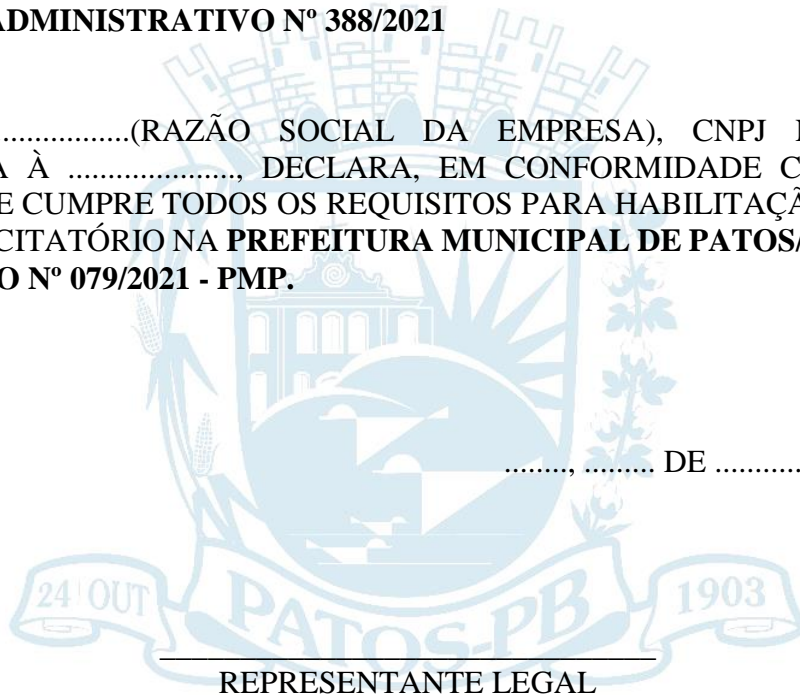 ADMINISTRATIVO Nº 388/2021
................(RAZÃO SOCIAL DA EMPRESA), CNPJ
À ...................., DECLARA, EM CONFORMIDADE
E CUMPRE TODOS OS REQUISITOS PARA HABILITAÇÃ
CITATÓRIO NA PREFEITURA MUNICIPAL DE PATOS/
O Nº 079/2021 - PMP.
........, ......... DE ...........
24 OUT
PATOS-PB
1903
REPRESENTANTE LEGAL